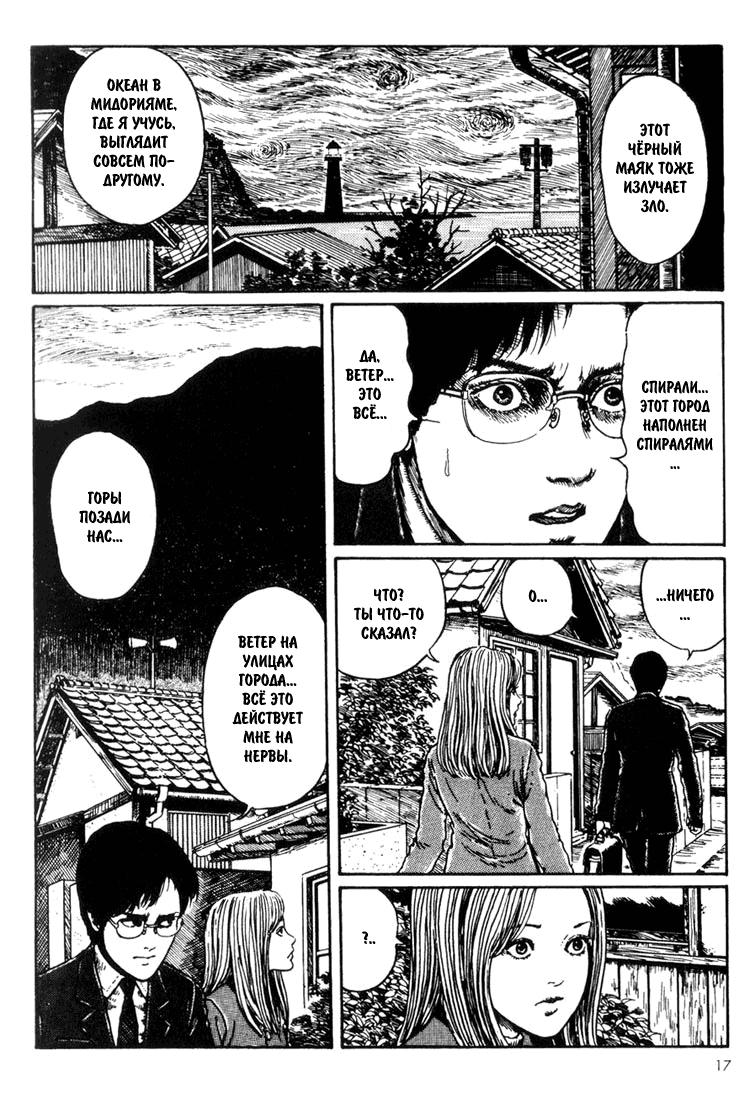 ОКЕАН В
МИДОРИЯМЕ,
ГДЕ Я УЧУСЬ,
ВЫГЛЯДИТ
СОВСЕМ ПО-
ДРУГОМУ.
ЭТОТ
ЧЁРНЫЙ
МАЯК ТОЖЕ
ИЗЛУЧАЕТ
ЗЛО.
ГОРЫ
ПОЗАДИ
НАС...
ВЕТЕР НА
УЛИЦАХ
ГОРОДА...
ВСЁ ЭТО
ДЕЙСТВУЕТ
МНЕ НА
НЕРВЫ.
ДА,
ВЕТЕР...
ЭТО
ВСЁ...
СПИРАЛИ...
ЭТОТ ГОРОД
НАПОЛНЕН
СПИРАЛЯМИ
...
ЧТО?
ТЫ ЧТО-ТО
СКАЗАЛ?
О...
...НИЧЕГО
...
?..
17